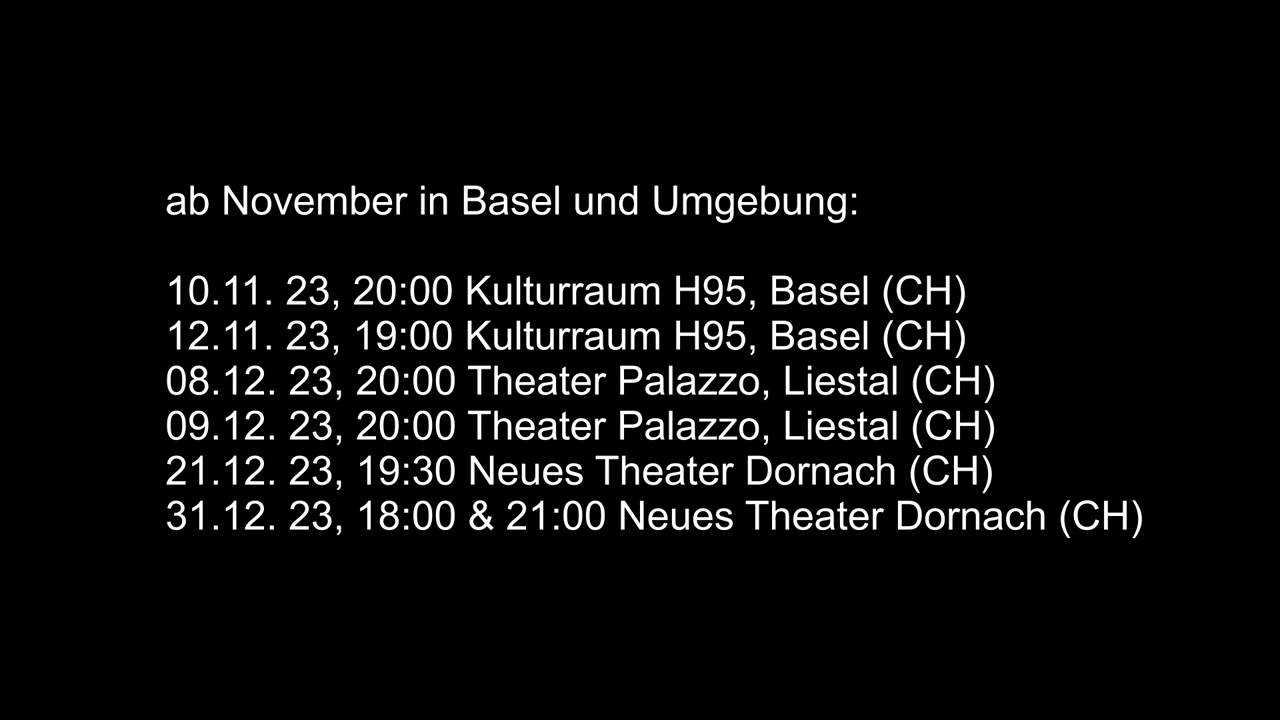 ab November in Basel und Umgebung:
10.11. 23, 20:00 Kulturraum H95, Basel (CH)
12.11. 23, 19:00 Kulturraum H95, Basel (CH)
08.12. 23, 20:00 Theater Palazzo, Liestal (CH)
09.12. 23, 20:00 Theater Palazzo, Liestal (CH)
21.12. 23, 19:30 Neues Theater Dornach (CH)
31.12. 23, 18:00 & 21:00 Neues Theater Dornach (CH)